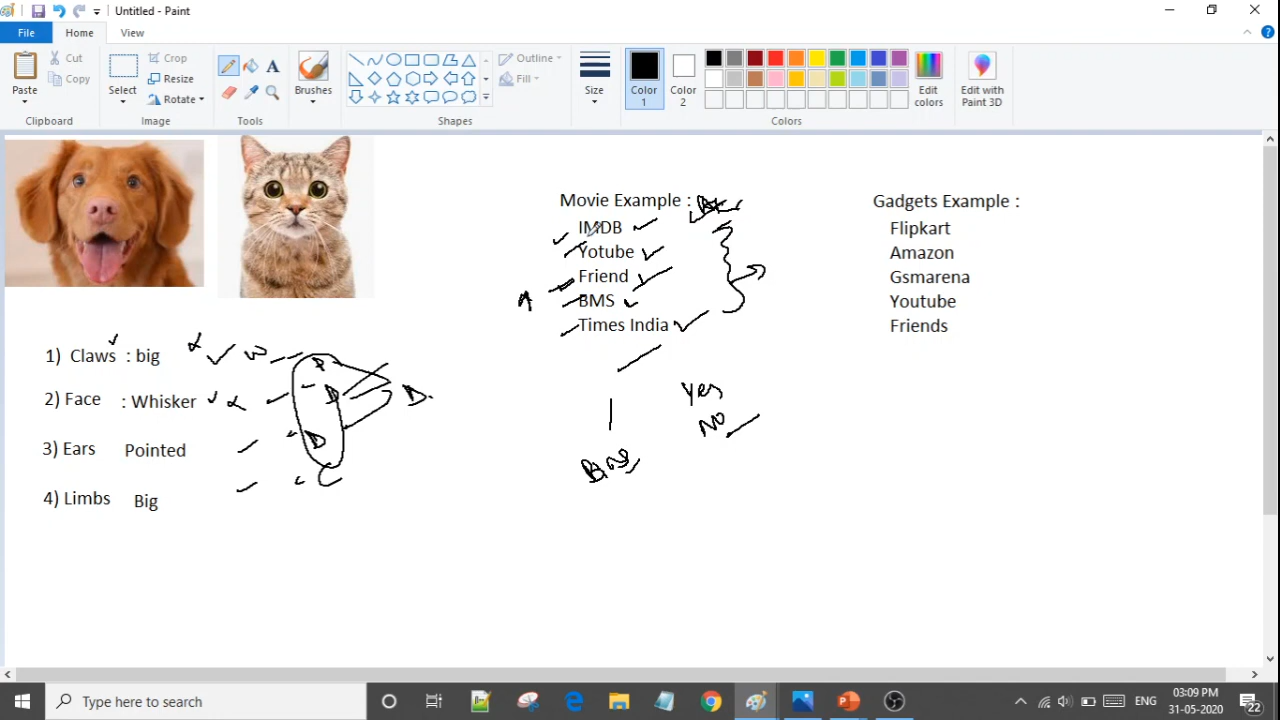 Untitled - Paint
File
Home
View
Paste
Cut
Copy
Clipboard
Select
Crop
Resize
Rotate
Image
Tools
Brushes
Shapes
Outline
Fill
Size
Color 1
Color 2
Edit colors
Colors
Edit with Paint 3D
Movie Example :
IMDB
Yotube
Friend
BMS
Times India
Yes
NO
Gadgets Example :
Flipkart
Amazon
Gsmarena
Youtube
Friends
1) Claws : big
2) Face : Whisker
3) Ears Pointed
4) Limbs Big
D
D
C
D.
Type here to search
ENG
03:09 PM
31-05-2020
22